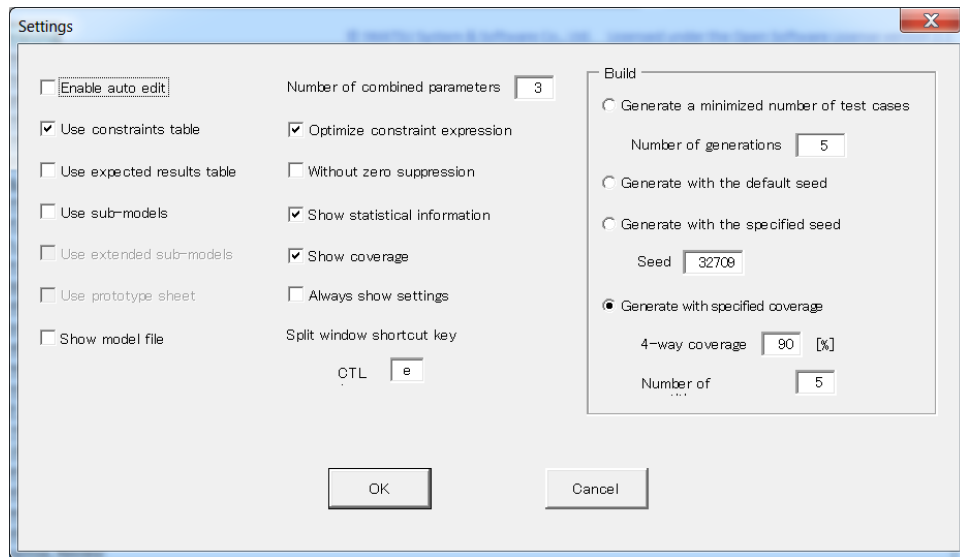 Settings
Enable auto edit
Use constraints table
Use expected results table
Use sub-models
Use extended sub-models
Use prototype sheet
Show model file
Number of combined parameters 3
Optimize constraint expression
Without zero suppression
Show statistical information
Show coverage
Always show settings
Split window shortcut key
CTL e
Build
Generate a minimized number of test cases
Number of generations 5
Generate with the default seed
Generate with the specified seed
Seed 32709
Generate with specified coverage
4-way coverage 90 [%]
Number of 5
OK
Cancel